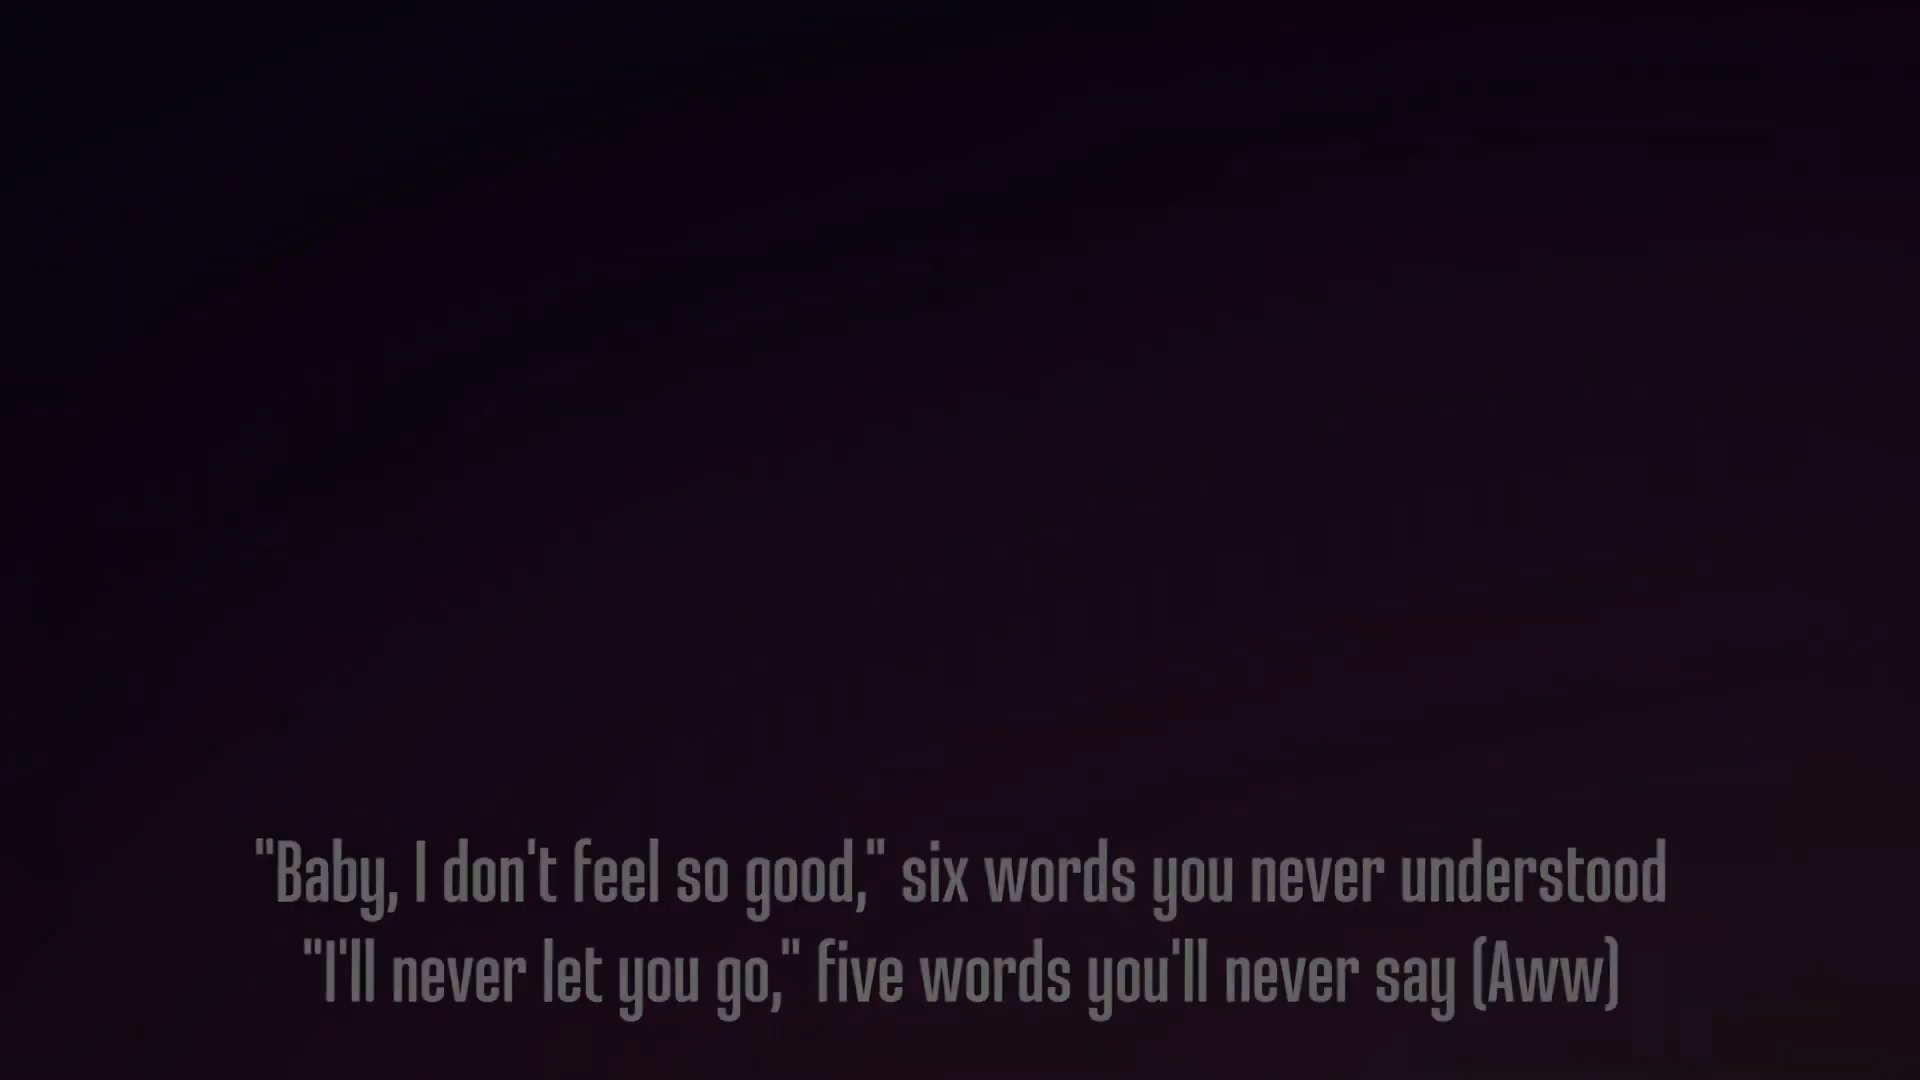 "Baby, I don't feel so good," six words you never understood
"I'll never let you go," five words you'll never say (Aww)